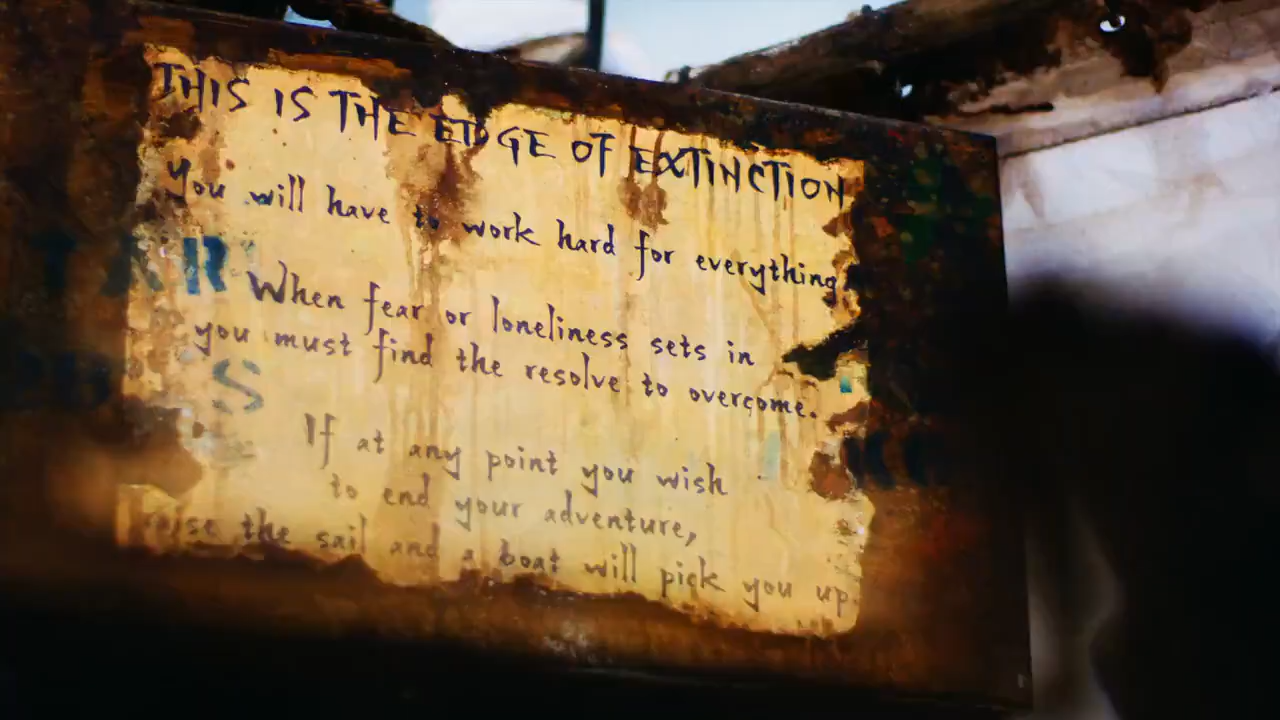 THIS IS THE EDGE OF EXTINCTION
You will have to work hard for everything.
When fear or loneliness sets in
you must find the resolve to overcome.
If at any point you wish
to end your adventure,
raise the sail and a boat will pick you up.